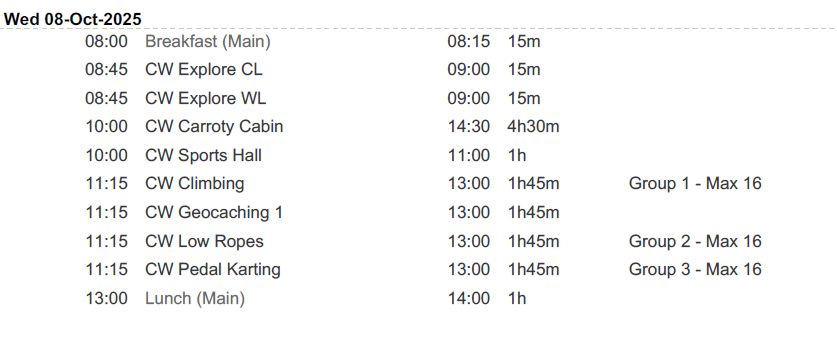 Wed 08-Oct-2025
08:00 Breakfast (Main) 08:15 15m
08:45 CW Explore CL 09:00 15m
08:45 CW Explore WL 09:00 15m
10:00 CW Carroty Cabin 14:30 4h30m
10:00 CW Sports Hall 11:00 1h
11:15 CW Climbing 13:00 1h45m Group 1 - Max 16
11:15 CW Geocaching 1 13:00 1h45m
11:15 CW Low Ropes 13:00 1h45m Group 2 - Max 16
11:15 CW Pedal Karting 13:00 1h45m Group 3 - Max 16
13:00 Lunch (Main) 14:00 1h